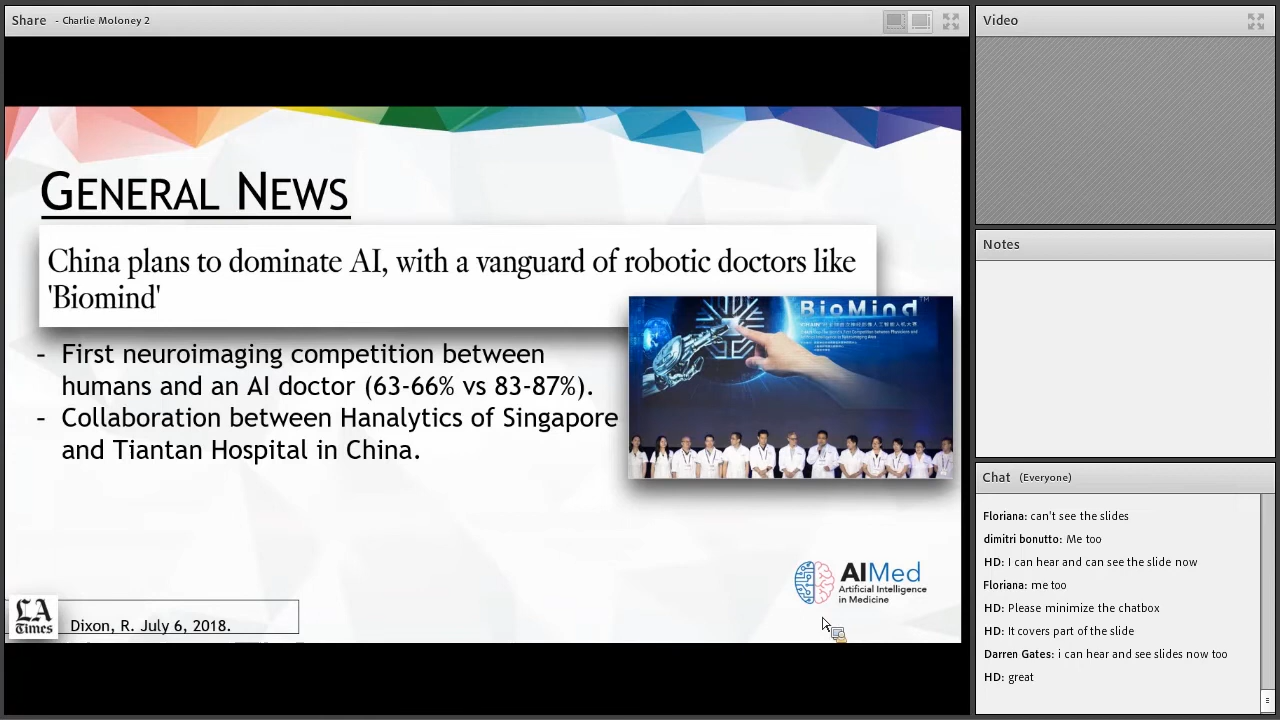 Share - Charlie Moloney 2
GENERAL NEWS
China plans to dominate AI, with a vanguard of robotic doctors like
'Biomind'
BioMind™
- First neuroimaging competition between
humans and an AI doctor (63-66% vs 83-87%).
- Collaboration between Hanalytics of Singapore
and Tiantan Hospital in China.
AIMed
Artificial Intelligence
in Medicine
LA
Times
Dixon, R. July 6, 2018.
Video
Notes
Chat (Everyone)
Floriana: can't see the slides
dimitri bonutto: Me too
HD: I can hear and can see the slide now
Floriana: me too
HD: Please minimize the chatbox
HD: It covers part of the slide
Darren Gates: i can hear and see slides now too
HD: great